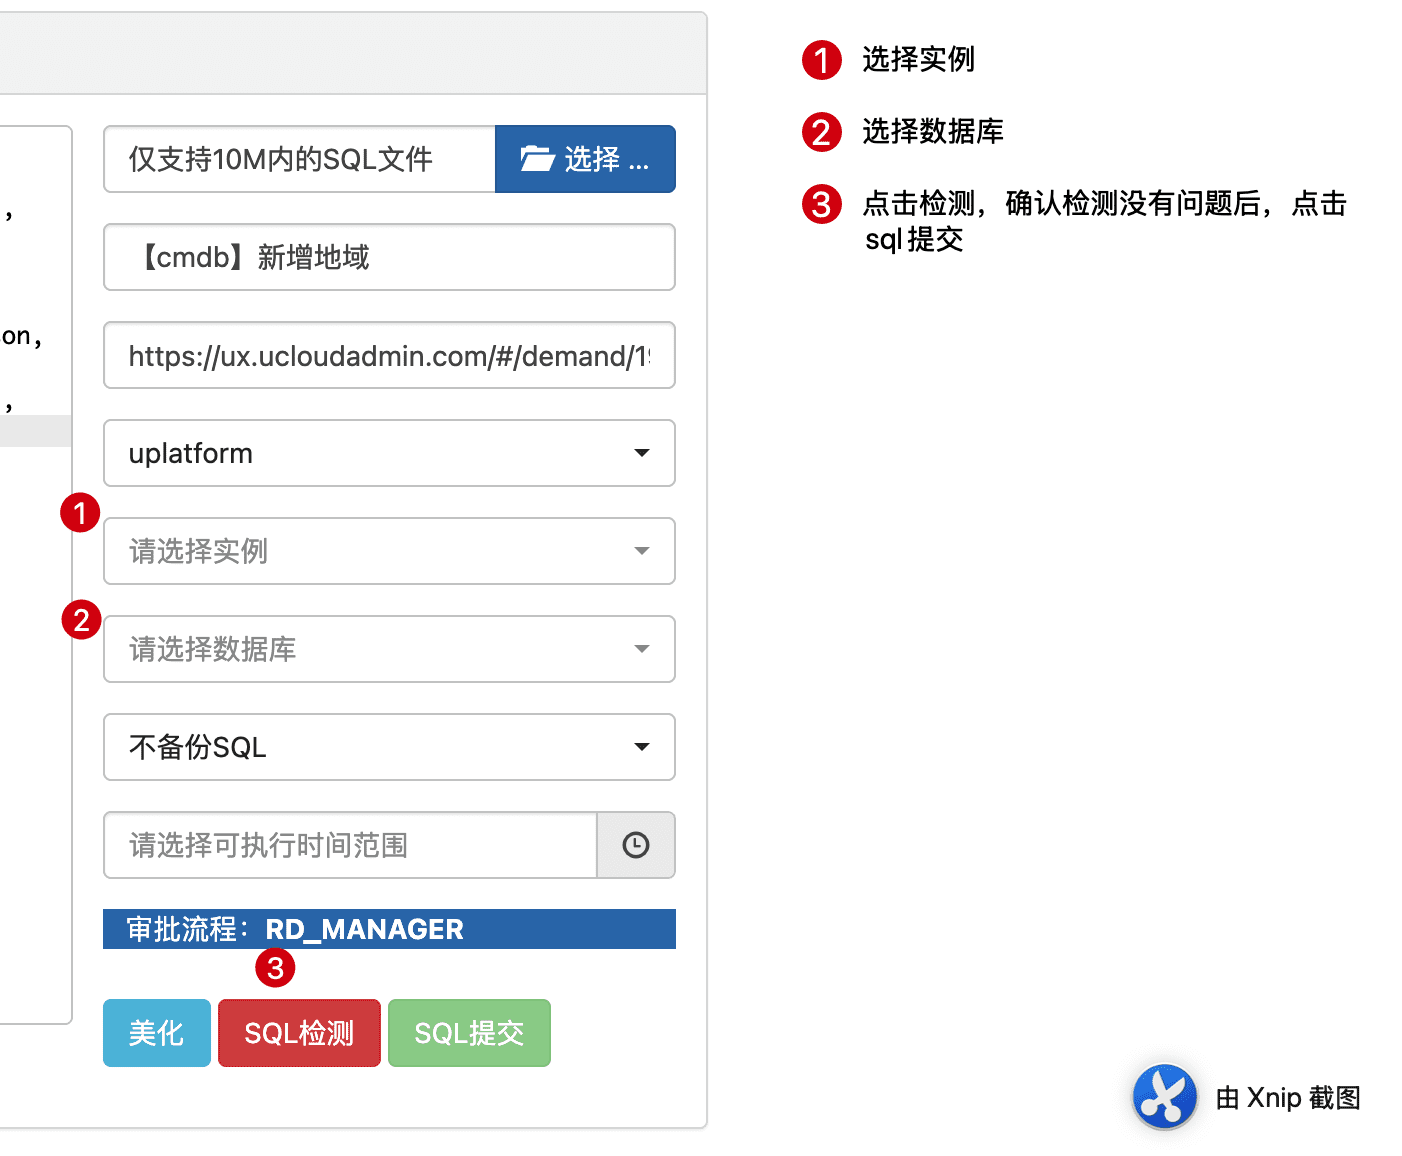 ,
on,
,
仅支持10M内的SQL文件
选择 ...
【cmdb】新增地域
https://ux.ucloudadmin.com/#/demand/19
uplatform
1
请选择实例
2
请选择数据库
不备份SQL
请选择可执行时间范围
审批流程：RD_MANAGER
3
美化
SQL检测
SQL提交
1 选择实例
2 选择数据库
3 点击检测，确认检测没有问题后，点击
sql提交
由 Xnip 截图